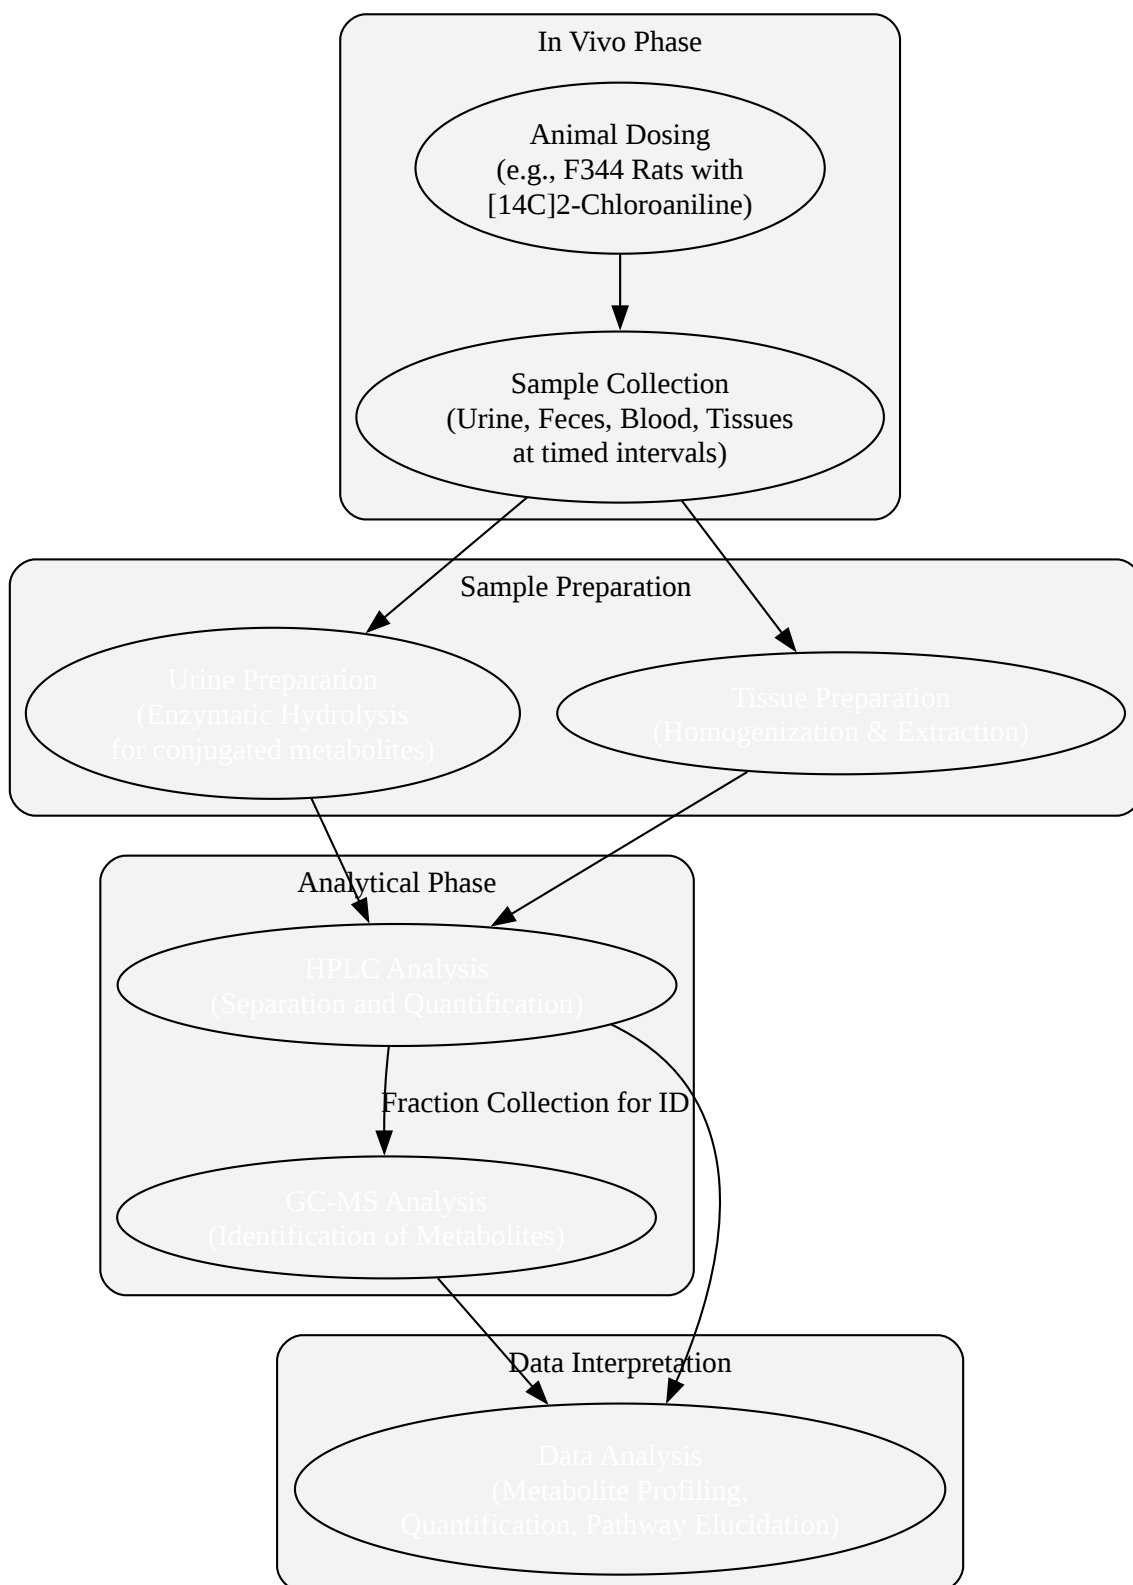 In Vivo Phase
Animal Dosing
(e.g., F344 Rats with
[14C]2-Chloroaniline)
Sample Collection
(Urine, Feces, Blood, Tissues
at timed intervals)
Sample Preparation
Urine Preparation
(Enzymatic Hydrolysis
for conjugated metabolites)
Tissue Preparation
(Homogenization & Extraction)
Analytical Phase
HPLC Analysis
(Separation and Quantification)
Fraction Collection for ID
GC-MS Analysis
(Identification of Metabolites)
Data Interpretation
Data Analysis
(Metabolite Profiling,
Quantification, Pathway Elucidation)